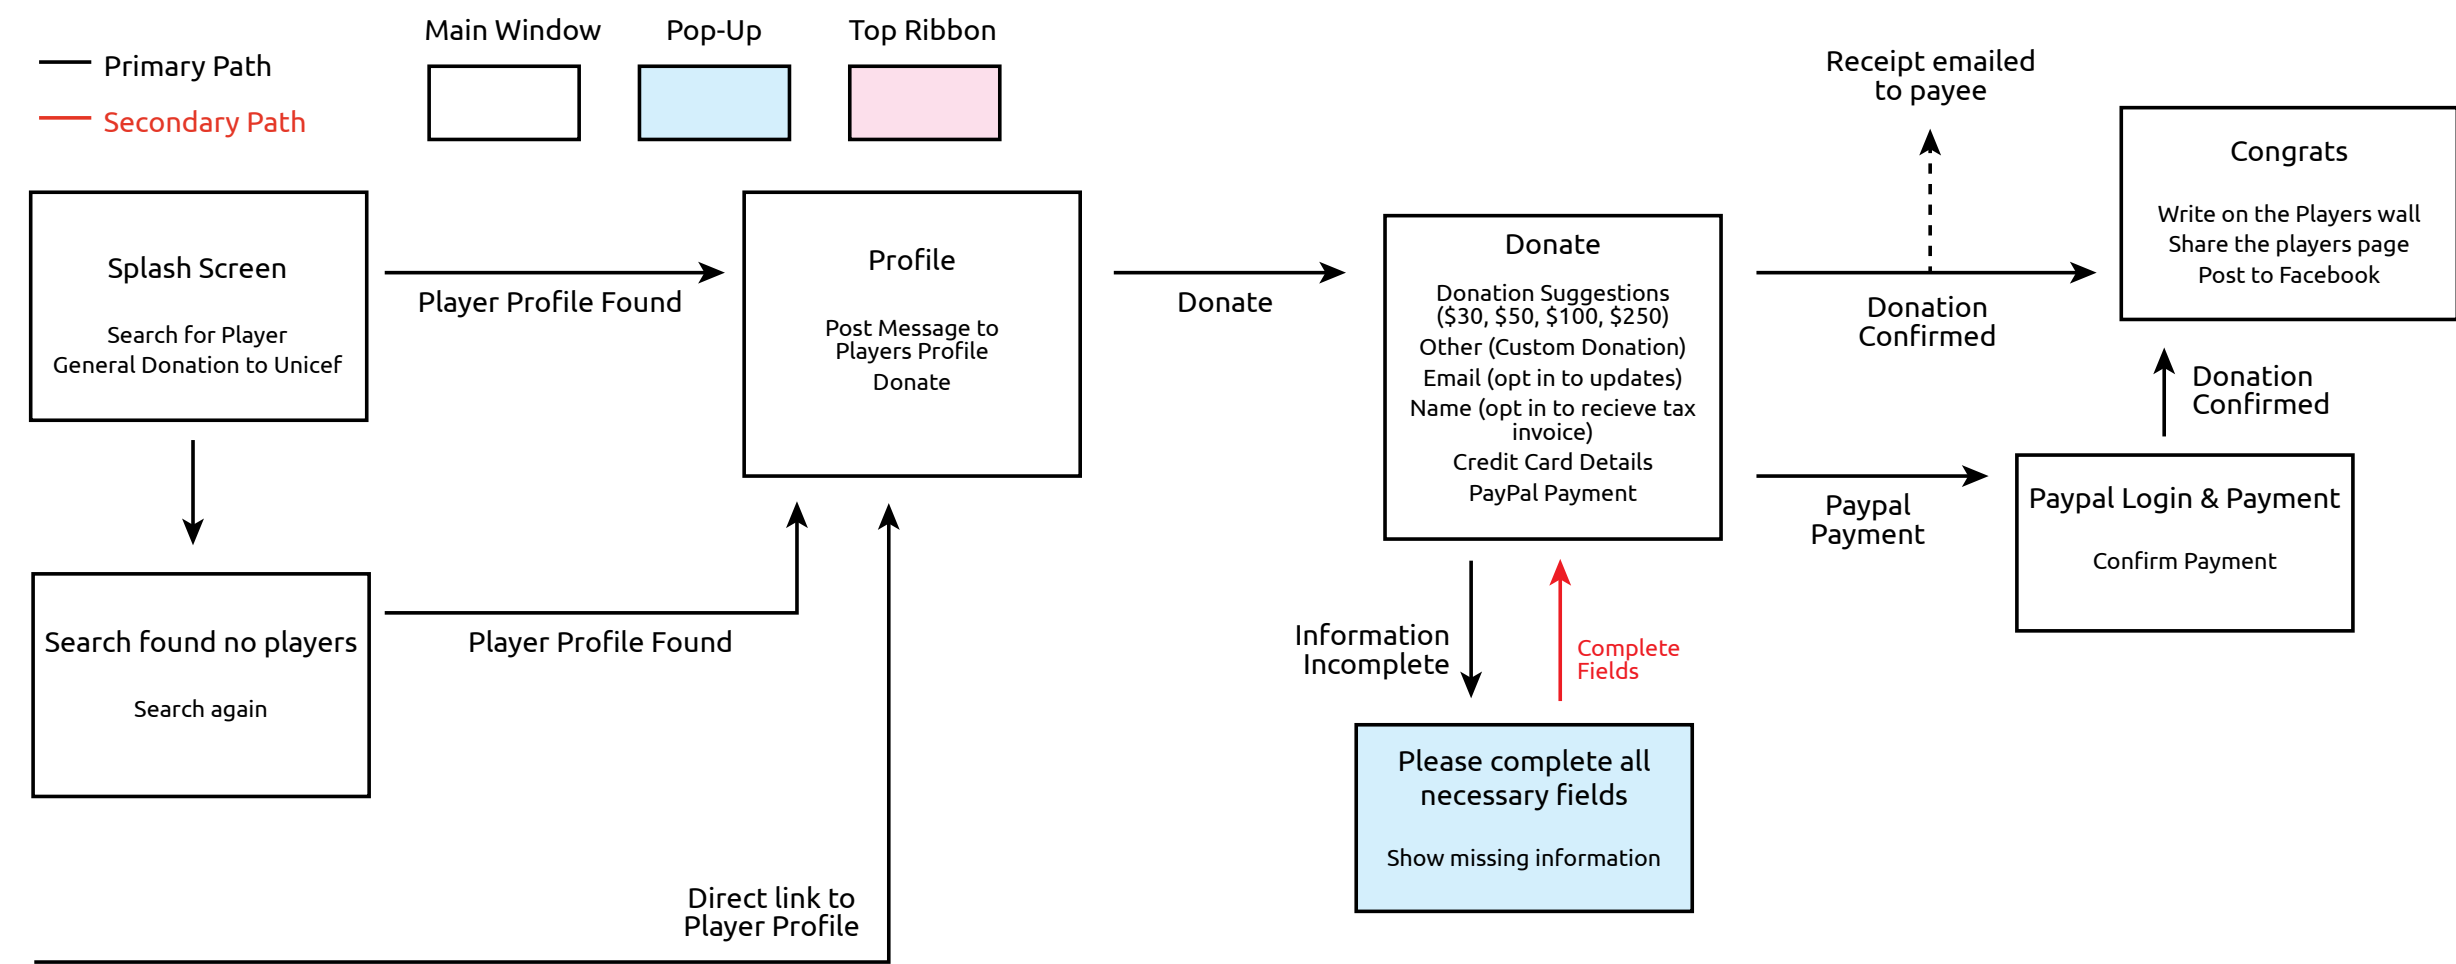 Primary Path
Secondary Path
Main Window
Pop-Up
Top Ribbon
Splash Screen
Search for Player
General Donation to Unicef
Player Profile Found
Search found no players
Search again
Player Profile Found
Direct link to
Player Profile
Profile
Post Message to
Players Profile
Donate
Donate
Donate
Donation Suggestions
($30, $50, $100, $250)
Other (Custom Donation)
Email (opt in to updates)
Name (opt in to recieve tax
invoice)
Credit Card Details
PayPal Payment
Information
Incomplete
Complete
Fields
Please complete all
necessary fields
Show missing information
Receipt emailed
to payee
Donation
Confirmed
Paypal
Payment
Congrats
Write on the Players wall
Share the players page
Post to Facebook
Donation
Confirmed
Paypal Login & Payment
Confirm Payment